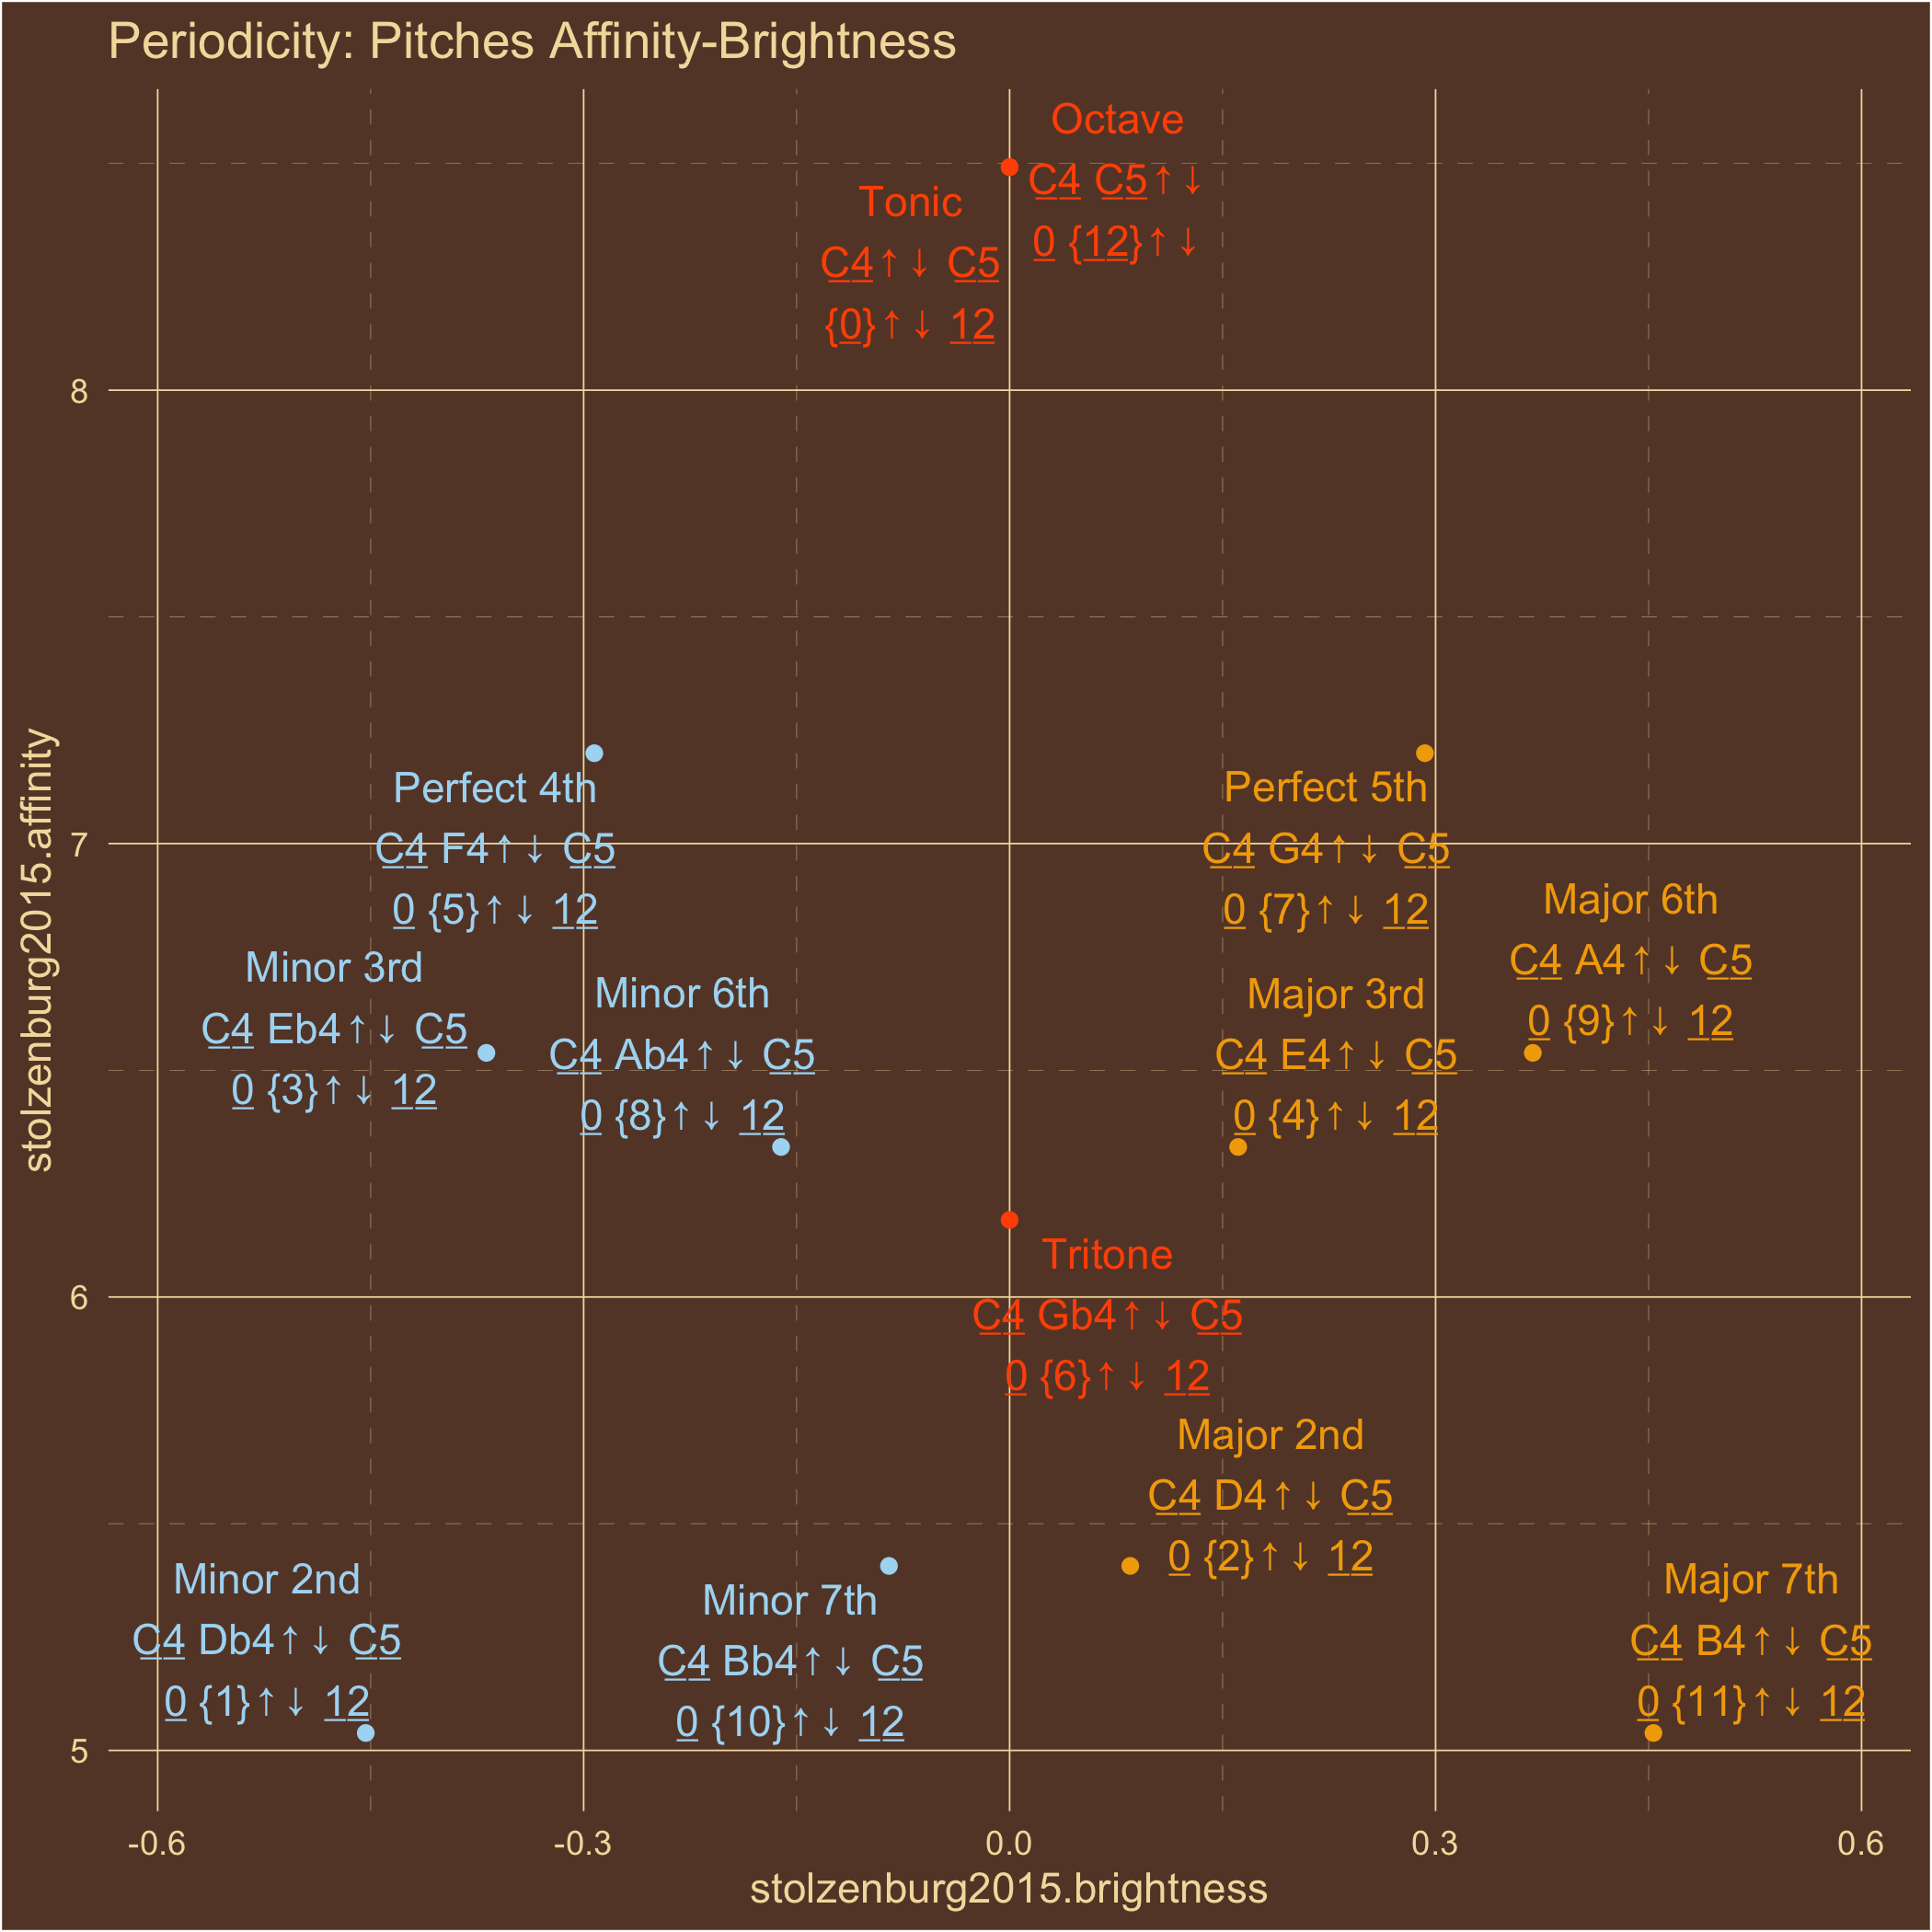 Periodicity: Pitches Affinity-Brightness
Octave
C4 C5↑↓
0 {12}↑↓
Tonic
C4↑↓ C5
{0}↑↓ 12
8
Perfect 4th
C4 F4↑↓ C5
0 {5}↑↓ 12
Perfect 5th
C4 G4↑↓ C5
0 {7}↑↓ 12
7
Major 6th
C4 A4↑↓ C5
0 {9}↑↓ 12
Minor 3rd
C4 Eb4↑↓ C5
0 {3}↑↓ 12
Minor 6th
C4 Ab4↑↓ C5
0 {8}↑↓ 12
Major 3rd
C4 E4↑↓ C5
0 {4}↑↓ 12
stolzenburg2015.affinity
Tritone
C4 Gb4↑↓ C5
0 {6}↑↓ 12
6
Major 2nd
C4 D4↑↓ C5
0 {2}↑↓ 12
Minor 2nd
C4 Db4↑↓ C5
0 {1}↑↓ 12
Minor 7th
C4 Bb4↑↓ C5
0 {10}↑↓ 12
Major 7th
C4 B4↑↓ C5
0 {11}↑↓ 12
5
-0.6 -0.3 0.0 0.3 0.6
stolzenburg2015.brightness